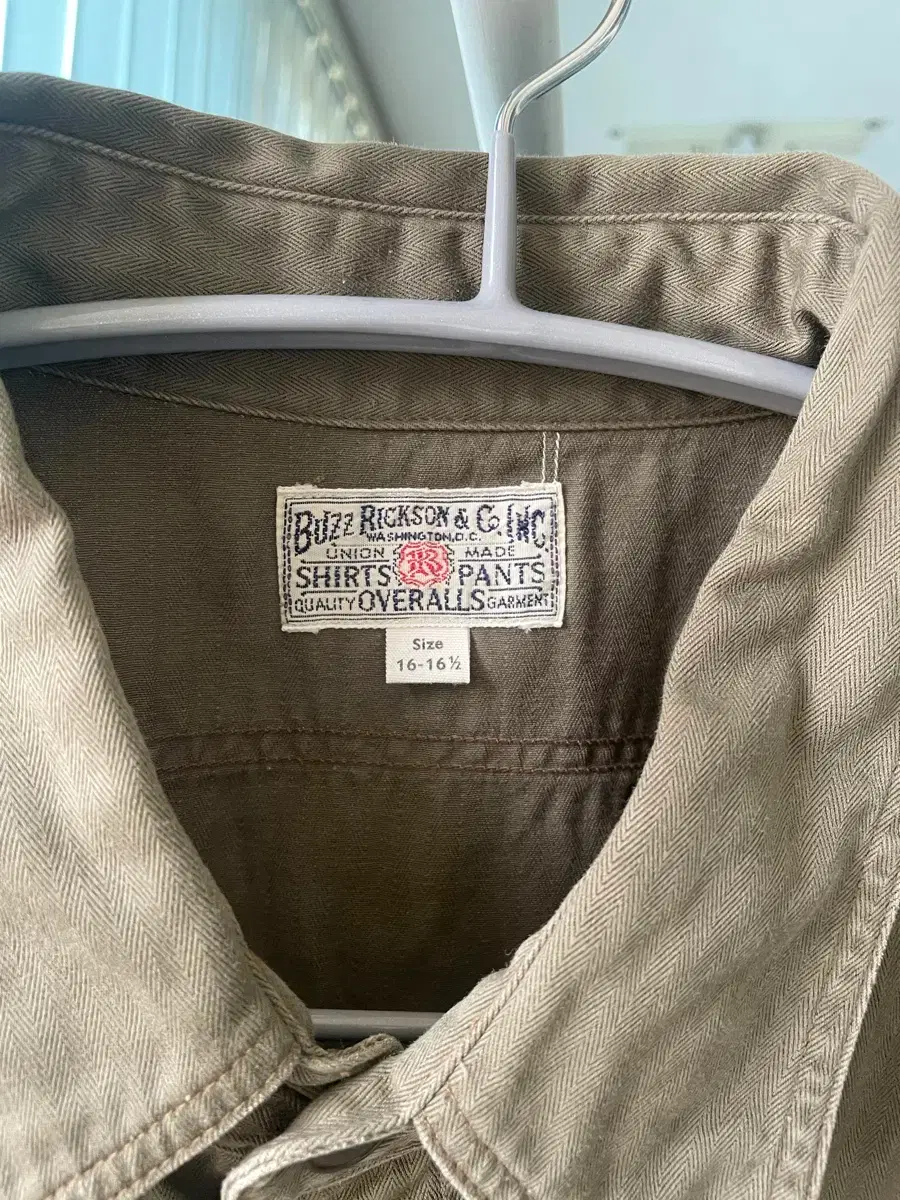 BUZZ RICKSON & CO. INC.
WASHINGTON, D.C.
UNION R MADE
SHIRTS PANTS
QUALITY OVERALLS GARMENT
Size
16-16½